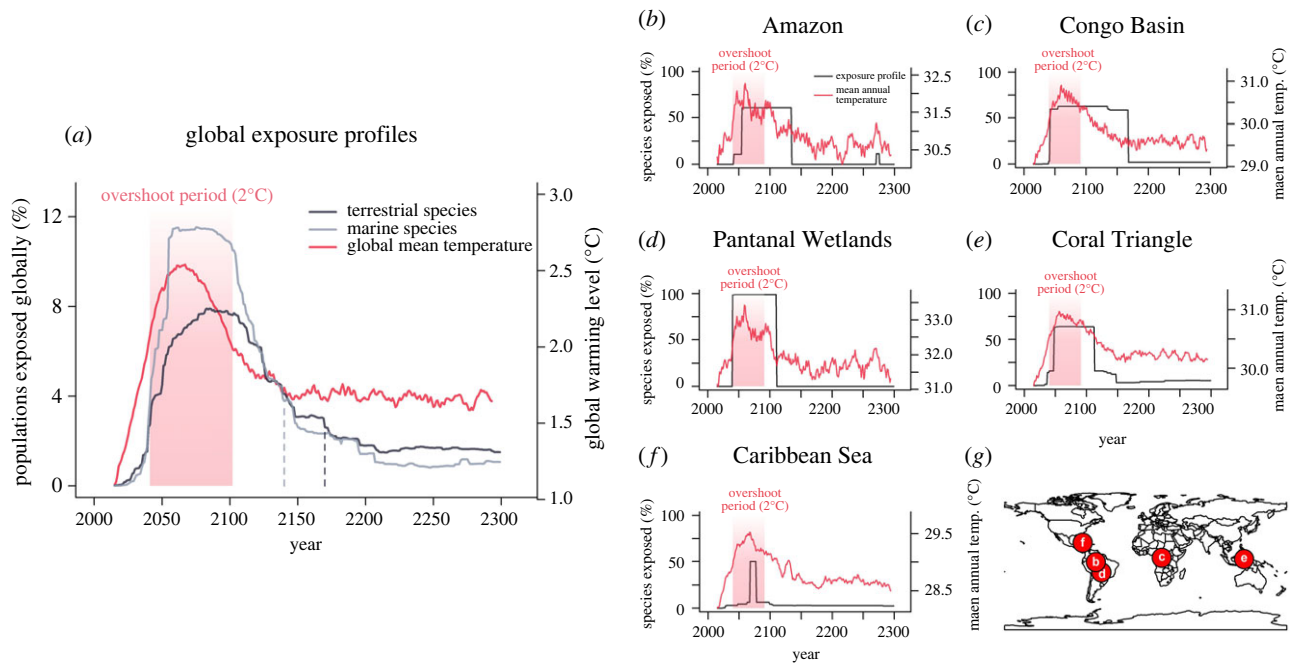 (a) global exposure profiles
overshoot period (2°C)
terrestrial species
marine species
global mean temperature
populations exposed globally (%)
12
8
4
0
global warming level (°C)
3.0
2.5
2.0
1.5
1.0
2000 2050 2100 2150 2200 2250 2300
year
(b) Amazon
overshoot
period (2°C)
exposure profile
mean annual
temperature
species exposed (%)
100
50
0
32.5
31.5
30.5
2000 2100 2200 2300
(c) Congo Basin
overshoot
period (2°C)
100
50
0
31.0
30.0
29.0
maen annual temp. (°C)
2000 2100 2200 2300
(d) Pantanal Wetlands
overshoot
period (2°C)
species exposed (%)
100
50
0
33.0
32.0
31.0
2000 2100 2200 2300
(e) Coral Triangle
overshoot
period (2°C)
100
50
0
31.0
30.0
maen annual temp. (°C)
2000 2100 2200 2300
year
(f) Caribbean Sea
overshoot
period (2°C)
species exposed (%)
100
50
0
29.5
28.5
maen annual temp. (°C)
2000 2100 2200 2300
year
(g)
f
b
d
c
e